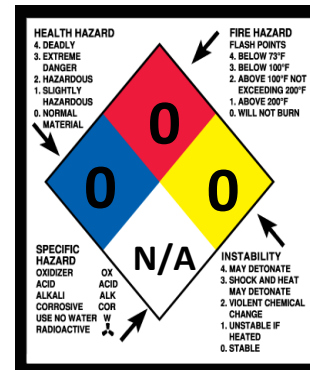 HEALTH HAZARD
4. DEADLY
3. EXTREME
DANGER
2. HAZARDOUS
1. SLIGHTLY
HAZARDOUS
0. NORMAL
MATERIAL
FIRE HAZARD
FLASH POINTS
4. BELOW 73°F
3. BELOW 100°F
2. ABOVE 100°F NOT
EXCEEDING 200°F
1. ABOVE 200°F
0. WILL NOT BURN
0
0
0
N/A
SPECIFIC
HAZARD
OXIDIZER OX
ACID ACID
ALKALI ALK
CORROSIVE COR
USE NO WATER W
RADIOACTIVE
INSTABILITY
4. MAY DETONATE
3. SHOCK AND HEAT
MAY DETONATE
2. VIOLENT CHEMICAL
CHANGE
1. UNSTABLE IF
HEATED
0. STABLE